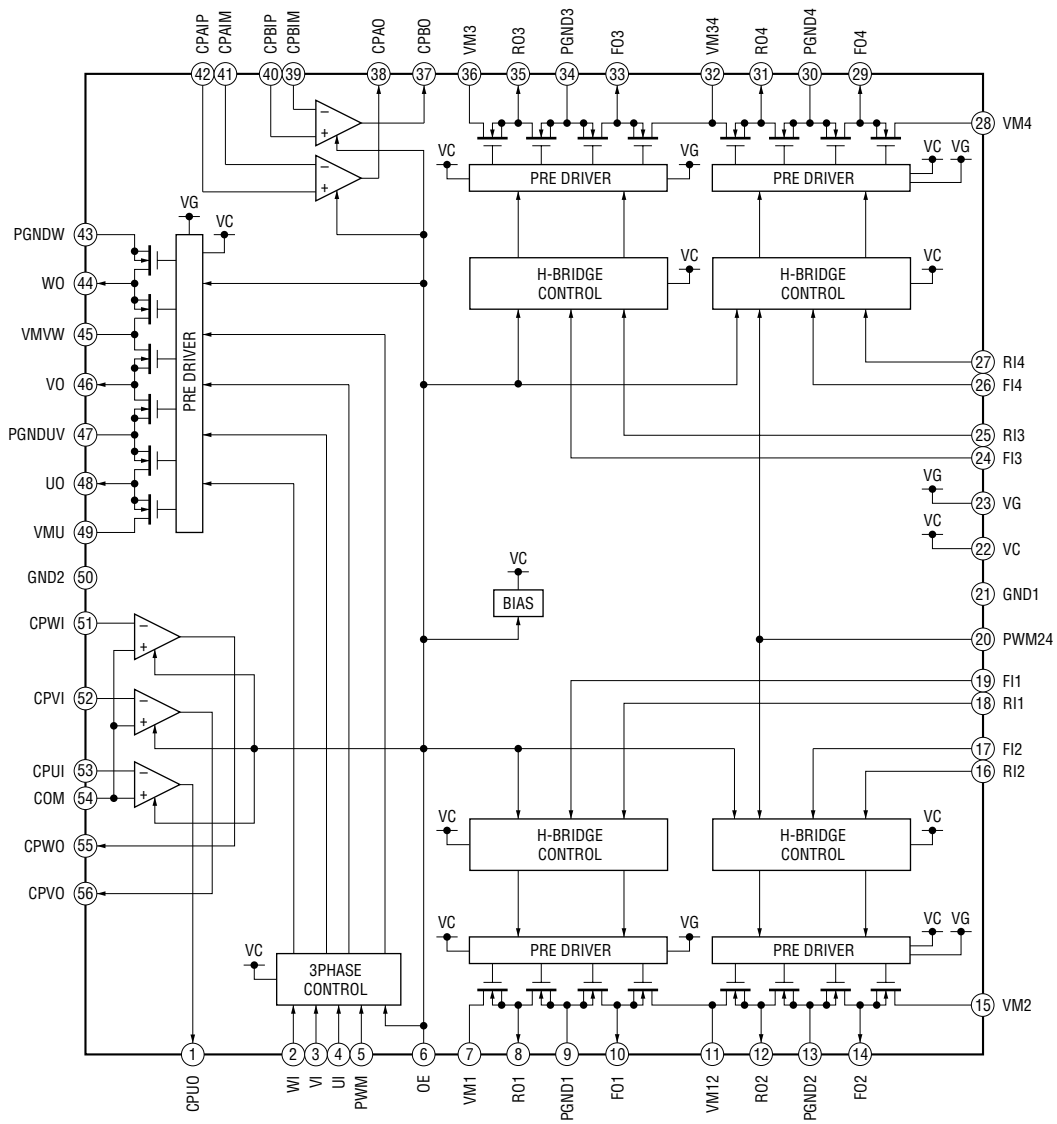 CPAIP
CPAIM
CPBIP
CPBIM
CPAO
CPBO
VM3
RO3
PGND3
FO3
VM34
RO4
PGND4
FO4
42
41
40
39
38
37
36
35
34
33
32
31
30
29
28 VM4
VC
PRE DRIVER
VG
PRE DRIVER
VC
VG
VG
VC
PGNDW 43
WO 44
VMVW 45
VO 46
PGNDUV 47
UO 48
VMU 49
PRE DRIVER
H-BRIDGE
CONTROL
VC
H-BRIDGE
CONTROL
VC
27 RI4
26 FI4
25 RI3
24 FI3
VG
23 VG
VC
22 VC
GND2 50
21 GND1
VC
BIAS
CPWI 51
20 PWM24
19 FI1
18 RI1
CPVI 52
17 FI2
16 RI2
CPUI 53
COM 54
CPWO 55
CPVO 56
−
+
−
+
−
+
−
+
−
+
VC
H-BRIDGE
CONTROL
H-BRIDGE
CONTROL
VC
VC
PRE DRIVER
VG
PRE DRIVER
VC
VG
VC
3PHASE
CONTROL
15 VM2
1
2
3
4
5
6
7
8
9
10
11
12
13
14
CPUO
WI
VI
UI
PWM
OE
VM1
RO1
PGND1
FO1
VM12
RO2
PGND2
FO2